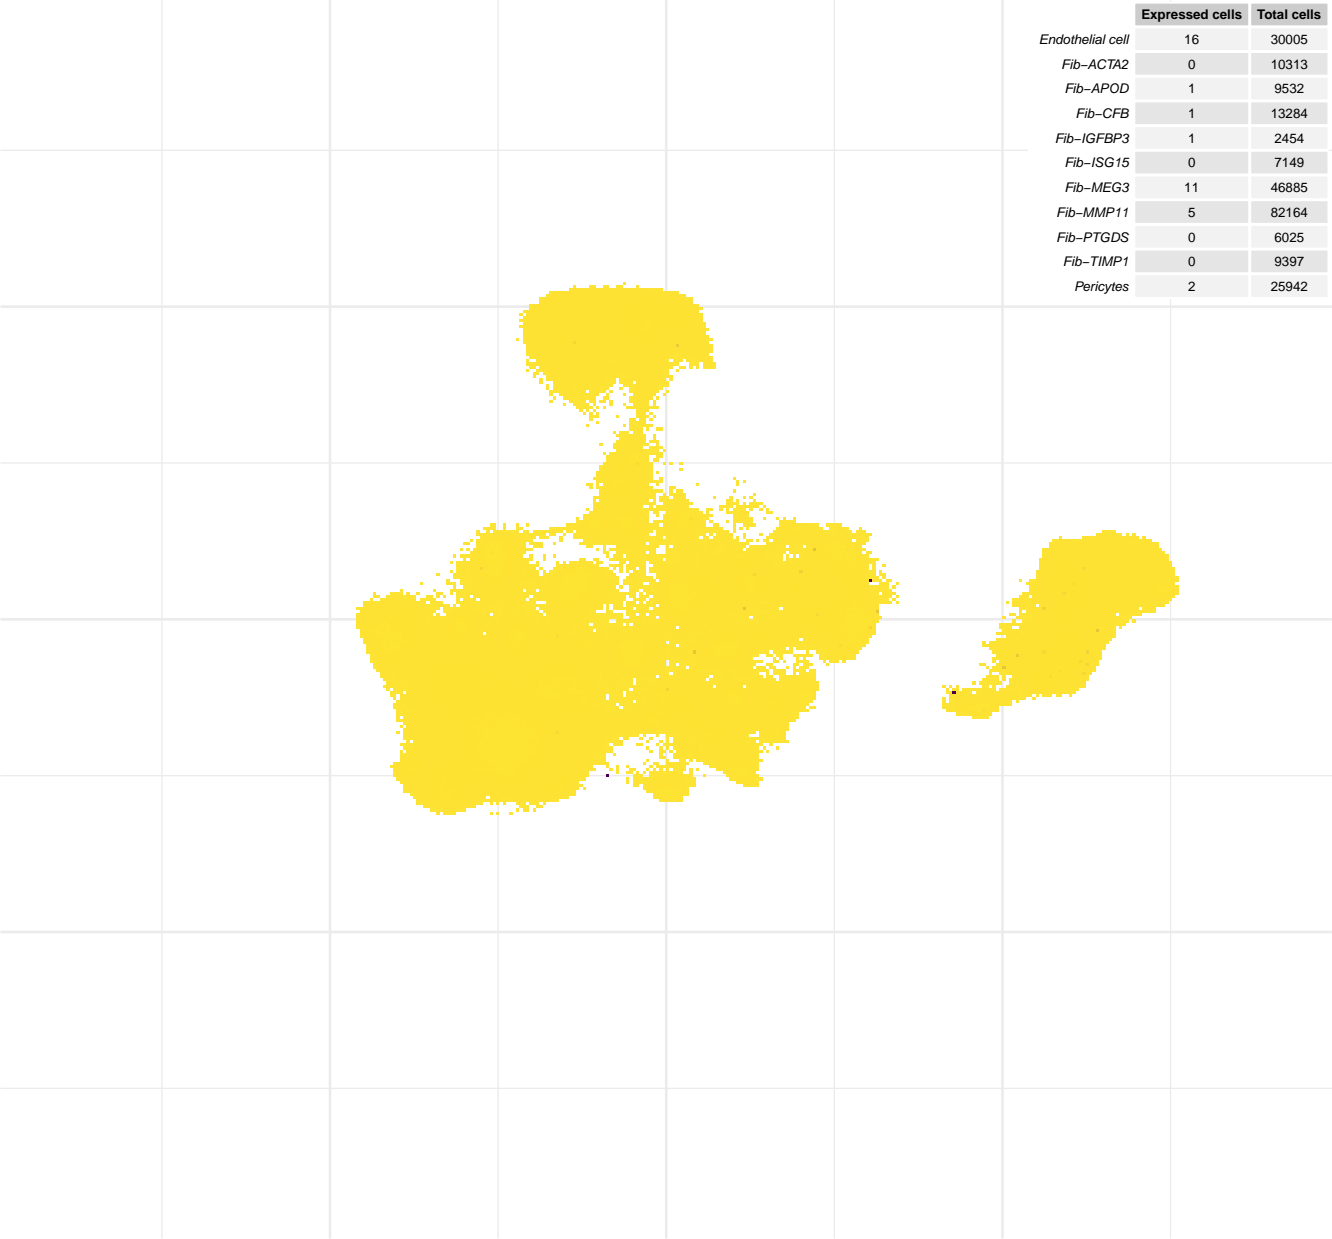 Expressed cells Total cells
Endothelial cell 16 30005
Fib−ACTA2 0 10313
Fib−APOD 1 9532
Fib−CFB 1 13284
Fib−IGFBP3 1 2454
Fib−ISG15 0 7149
Fib−MEG3 11 46885
Fib−MMP11 5 82164
Fib−PTGDS 0 6025
Fib−TIMP1 0 9397
Pericytes 2 25942